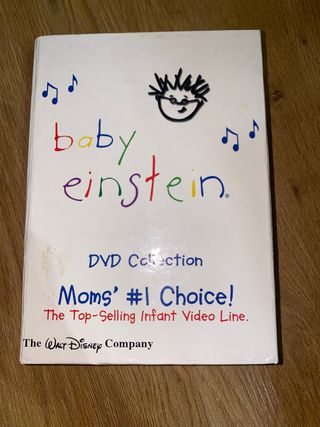 baby
einstein®
DVD Collection
Moms' #1 Choice!
The Top-Selling Infant Video Line.
The Walt Disney Company